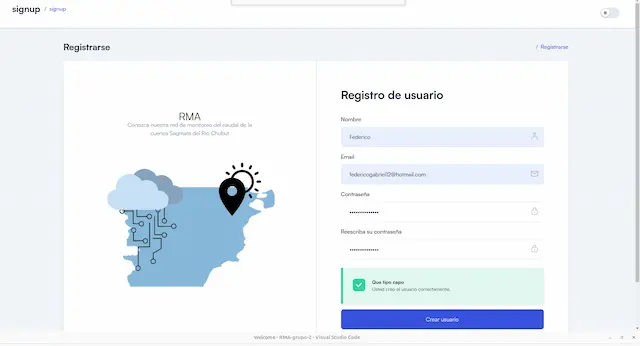 signup
/ signup
Registrarse
/ Registrarse
RMA
Conozca nuestra red de monitoreo del caudal de la
cuenca Sagmata del Rio Chubut
Registro de usuario
Nombre
Federico
Email
federicogabriel12@hotmail.com
Contraseña
Reescriba su contraseña
Que tipo capo
Usted creo el usuario correctamente.
Crear usuario
Welcome - RMA-grupo-2 - Visual Studio Code